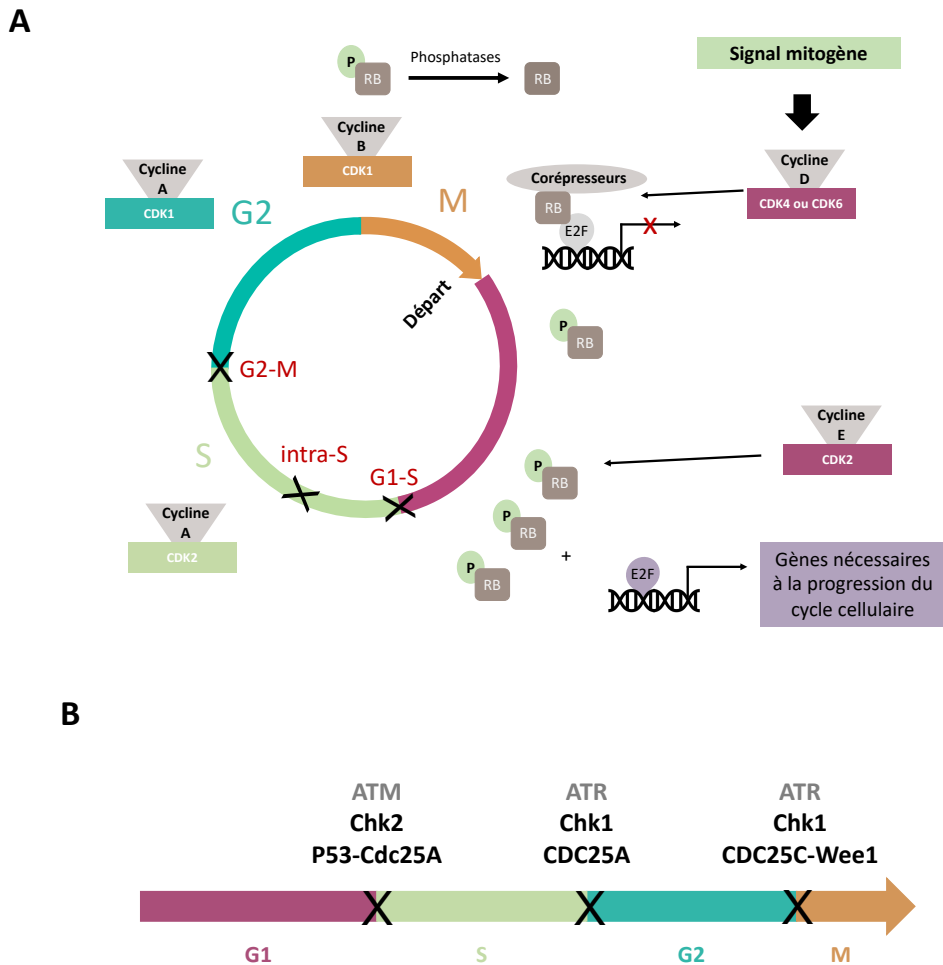 A
P
RB
Phosphatases
RB
Signal mitogène
Cycline
B
CDK1
Cycline
A
CDK1
G2
M
Corépresseurs
RB
E2F
X
Cycline
D
CDK4 ou CDK6
Départ
P
RB
G2-M
S
intra-S
G1-S
Cycline
A
CDK2
Cycline
E
CDK2
P
RB
P
RB
P
RB
+
E2F
Gènes nécessaires
à la progression du
cycle cellulaire
B
ATM
Chk2
P53-Cdc25A
ATR
Chk1
CDC25A
ATR
Chk1
CDC25C-Wee1
G1
S
G2
M